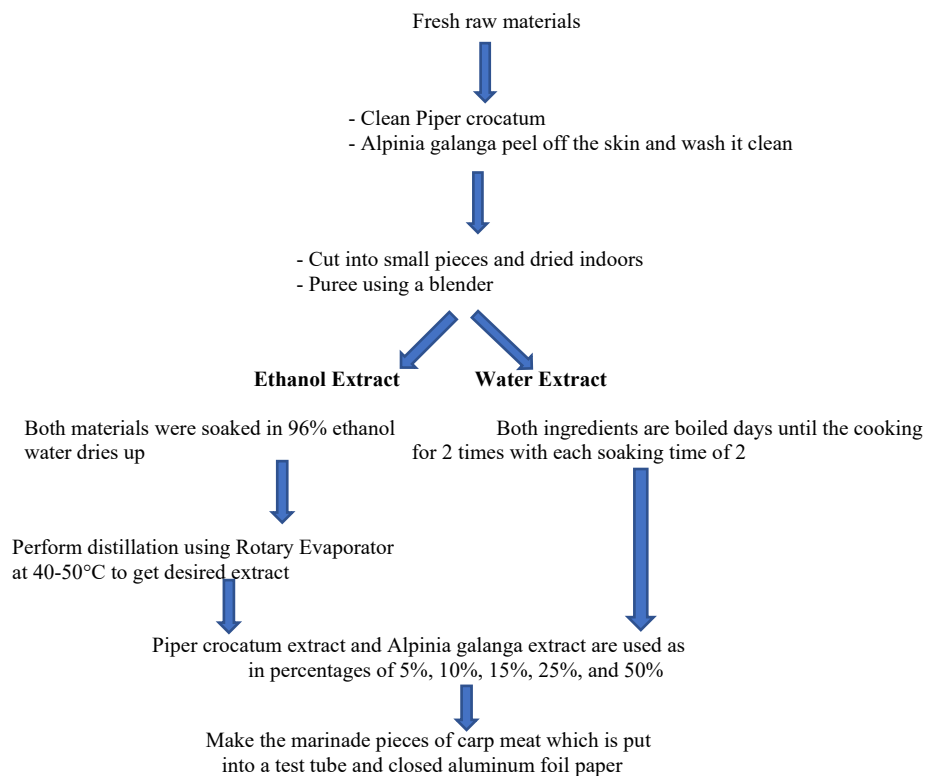 Fresh raw materials
- Clean Piper crocatum
- Alpinia galanga peel off the skin and wash it clean
- Cut into small pieces and dried indoors
- Puree using a blender
Ethanol Extract
Water Extract
Both materials were soaked in 96% ethanol
water dries up
Both ingredients are boiled days until the cooking
for 2 times with each soaking time of 2
Perform distillation using Rotary Evaporator
at 40-50°C to get desired extract
Piper crocatum extract and Alpinia galanga extract are used as
in percentages of 5%, 10%, 15%, 25%, and 50%
Make the marinade pieces of carp meat which is put
into a test tube and closed aluminum foil paper